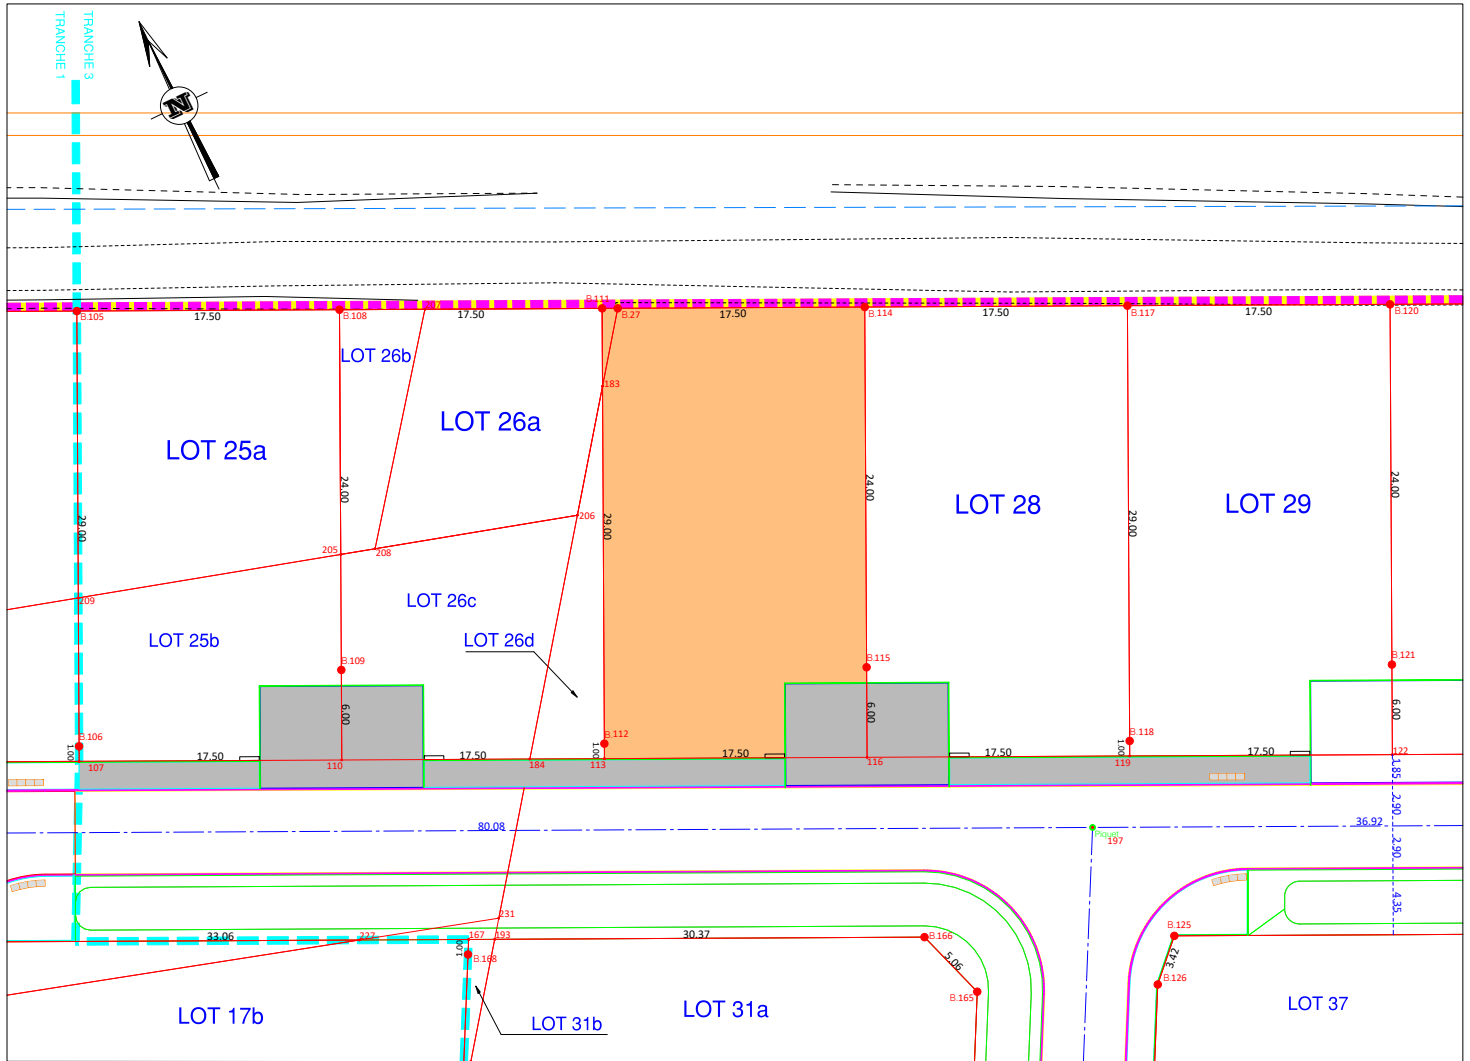 TRANCHE 1
TRANCHE 3
N
B.105
17.50
B.108
207
17.50
B.111
B.27
17.50
B.114
17.50
B.117
17.50
B.120
LOT 26b
183
LOT 26a
LOT 25a
24.00
29.00
24.00
LOT 28
29.00
LOT 29
24.00
29.00
206
205
208
209
LOT 26c
LOT 25b
LOT 26d
B.109
B.115
B.121
6.00
6.00
6.00
B.106
1.00
107
17.50
110
17.50
184
B.112
1.00
113
17.50
116
17.50
B.118
1.00
119
17.50
122
1.85
2.90
80.08
Piquet
197
36.92
2.90
4.35
231
33.06
227
167
193
30.37
B.166
B.125
1.00
B.168
5.06
3.42
B.165
B.126
LOT 17b
LOT 31b
LOT 31a
LOT 37